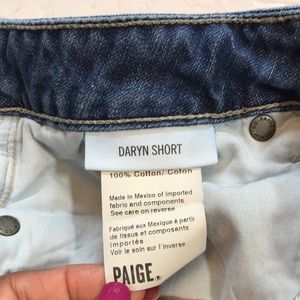 DARYN SHORT
100% Cotton/ Coton
Made in Mexico of Imported
fabric and components.
See care on reverse.
Fabriqué aux Mexique à partir
de tissus et composants
importés
Voir le soin sur l'inverse.
PAIGE®